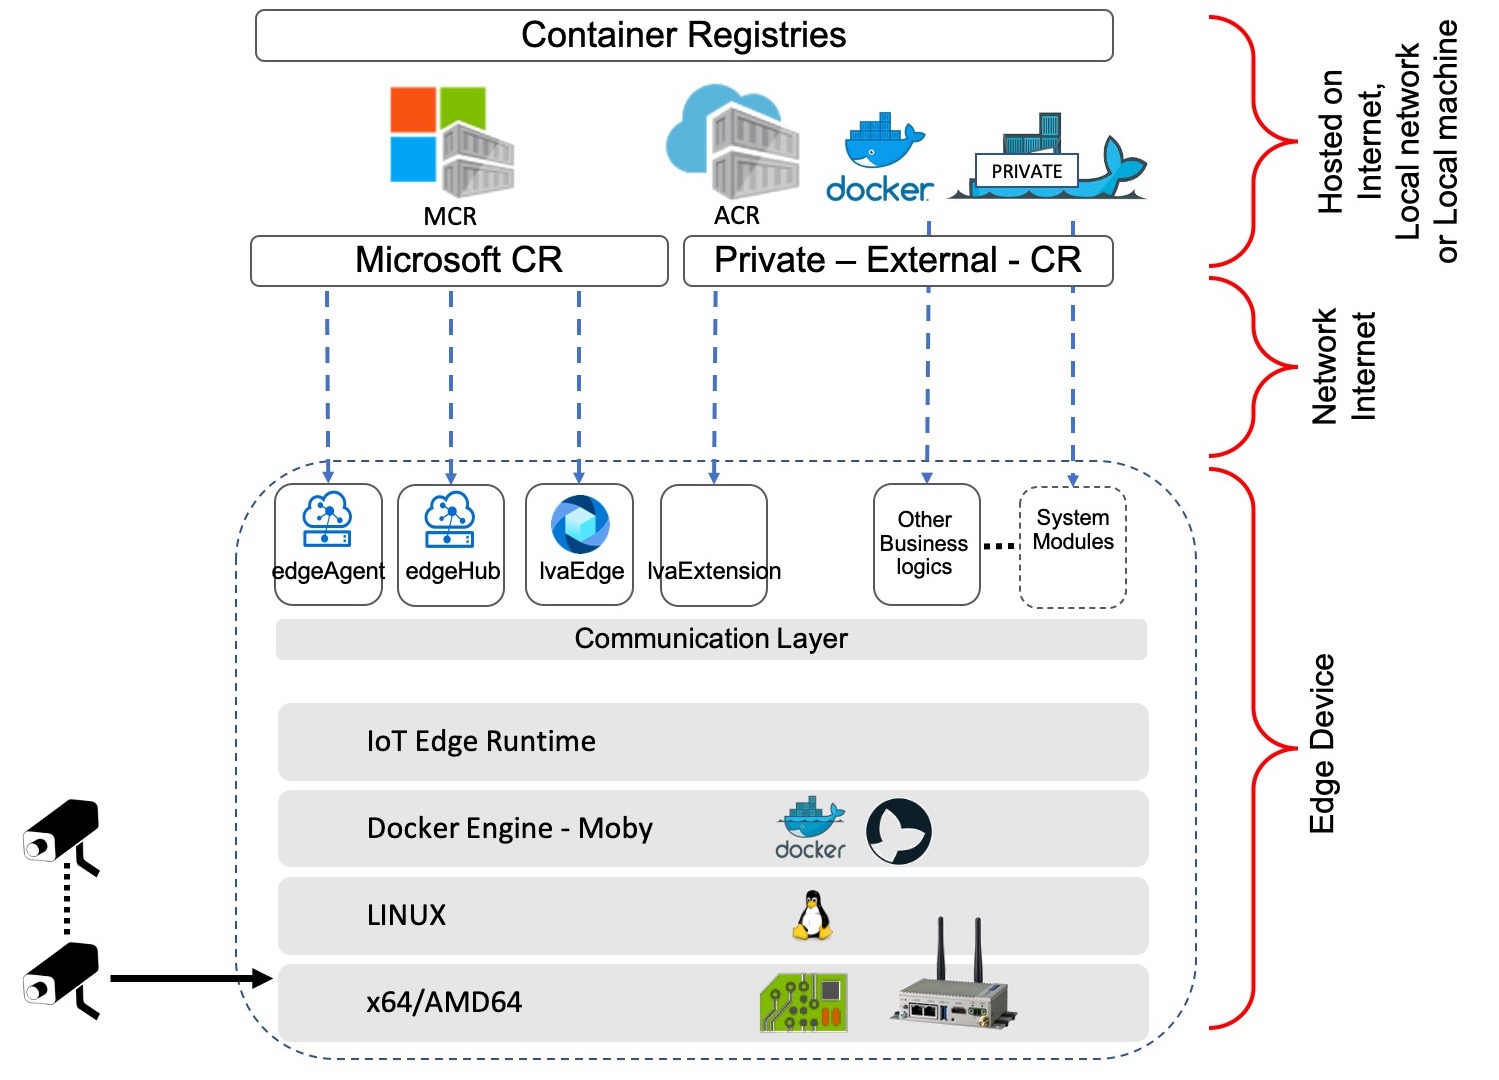 Container Registries
MCR
ACR
docker
PRIVATE
Microsoft CR
Private – External - CR
Hosted on
Internet,
Local network
or Local machine
Network
Internet
edgeAgent
edgeHub
lvaEdge
lvaExtension
Other
Business
logics
System
Modules
Communication Layer
IoT Edge Runtime
Docker Engine - Moby
docker
LINUX
x64/AMD64
Edge Device